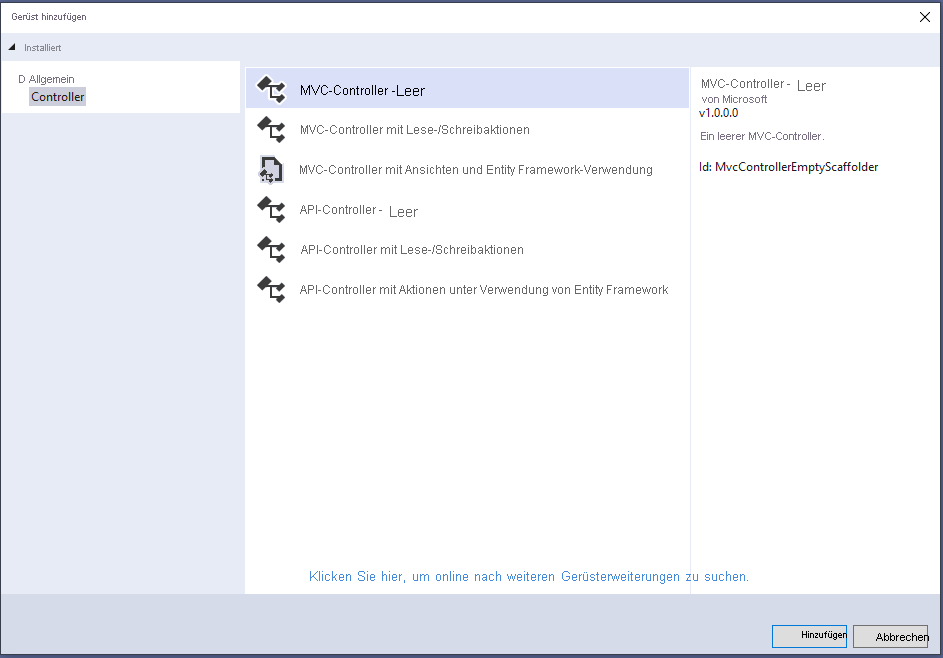 Gerüst hinzufügen
Installiert
D Allgemein
Controller
MVC-Controller -Leer
MVC-Controller mit Lese-/Schreibaktionen
MVC-Controller mit Ansichten und Entity Framework-Verwendung
API-Controller - Leer
API-Controller mit Lese-/Schreibaktionen
API-Controller mit Aktionen unter Verwendung von Entity Framework
MVC-Controller - Leer
von Microsoft
v1.0.0.0
Ein leerer MVC-Controller.
Id: MvcControllerEmptyScaffolder
Klicken Sie hier, um online nach weiteren Gerüsterweiterungen zu suchen.
Hinzufügen
Abbrechen